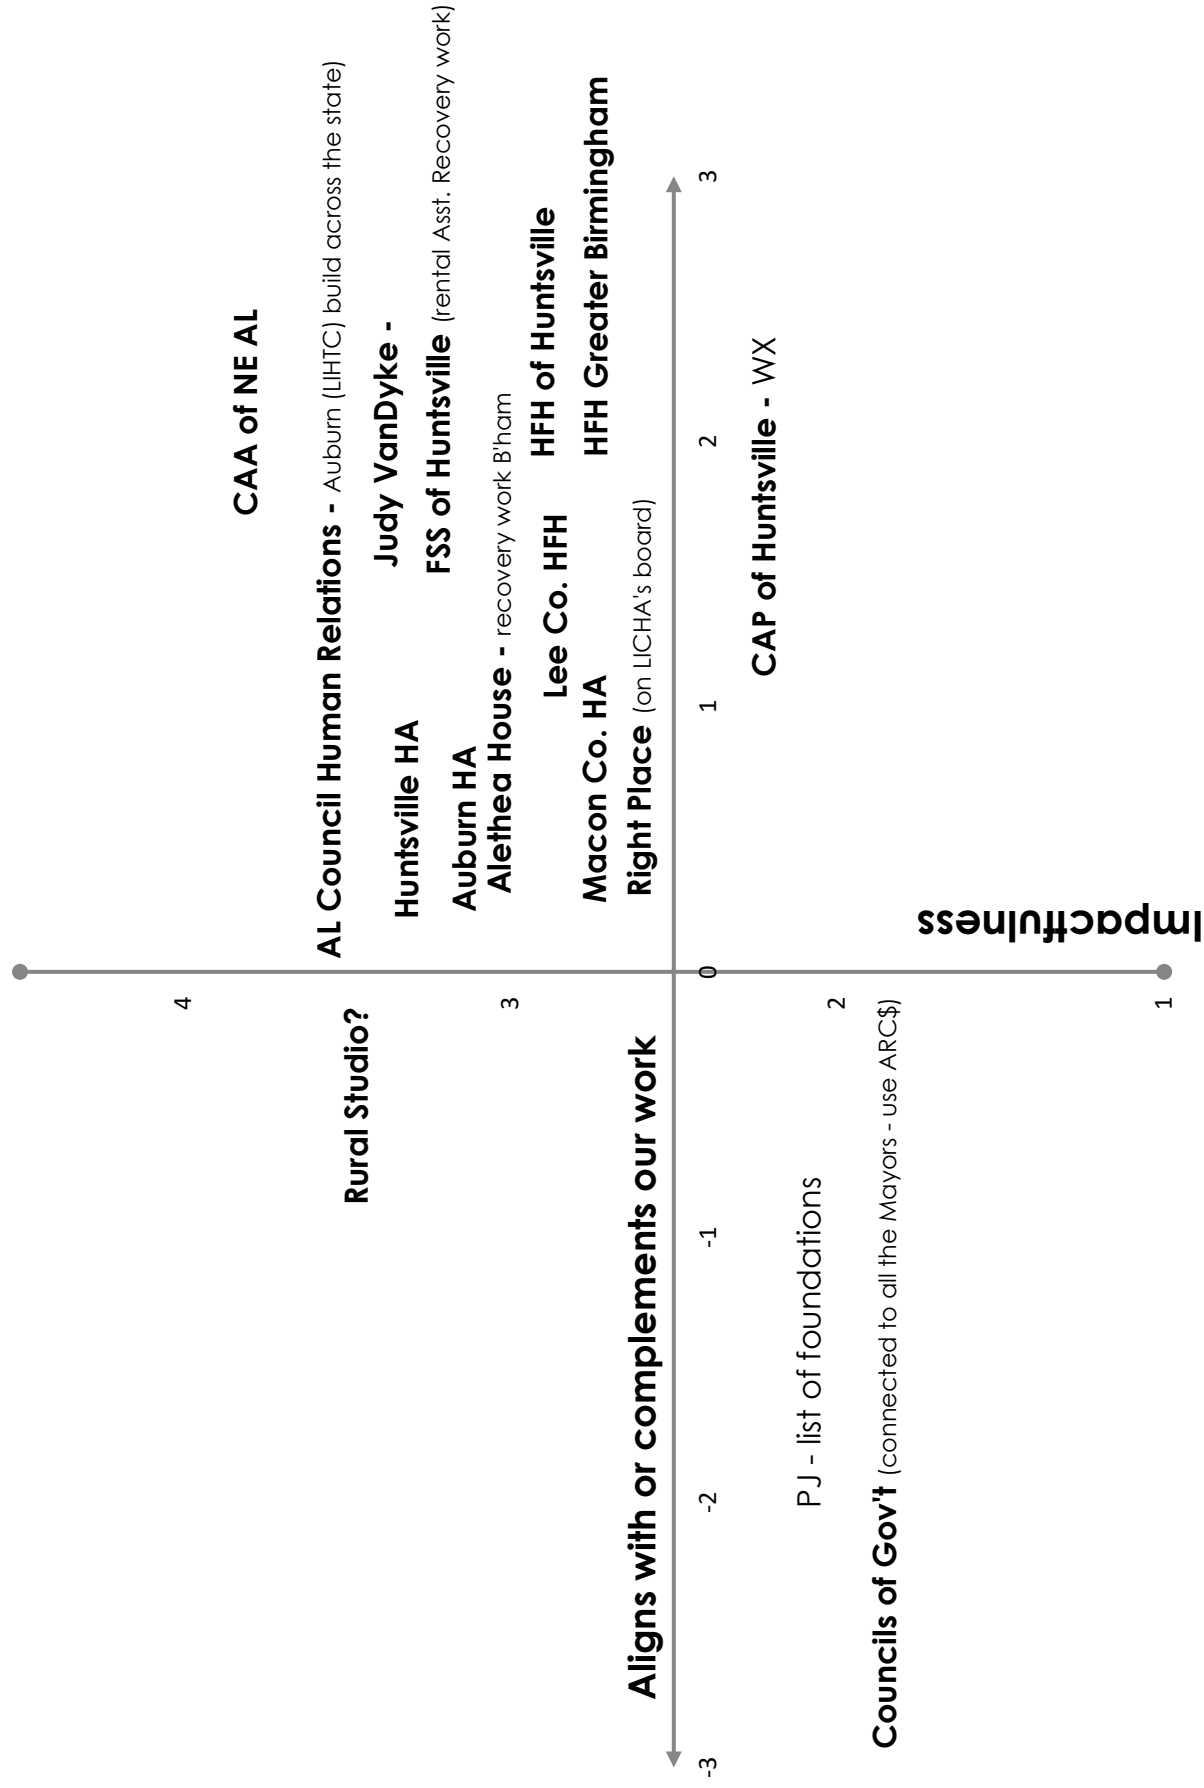 CAA of NE AL
4
AL Council Human Relations - Auburn (LIHTC) build across the state)
Rural Studio?
Judy VanDyke -
Huntsville HA
FSS of Huntsville (rental Asst. Recovery work)
Auburn HA
3
Alethea House - recovery work B'ham
HFH of Huntsville
Lee Co. HFH
HFH Greater Birmingham
Macon Co. HA
Right Place (on LICHA's board)
Aligns with or complements our work
-3
-2
-1
0
1
2
3
CAP of Huntsville - WX
PJ - list of foundations
2
Councils of Gov't (connected to all the Mayors - use ARC$)
Impactfulness
1